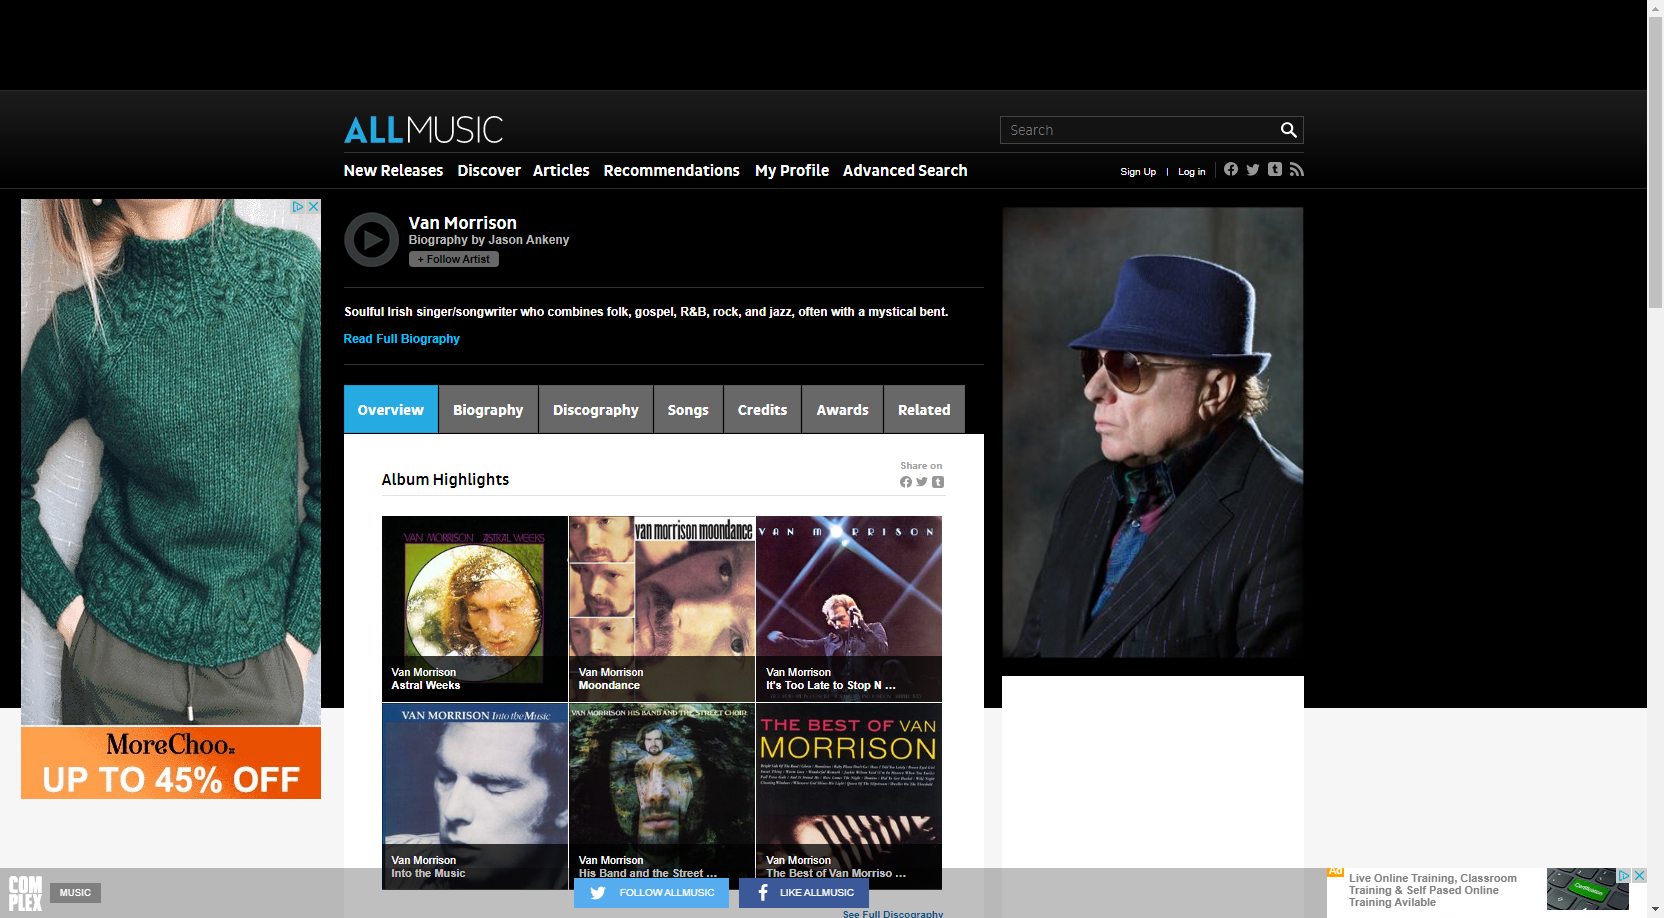 ALLMUSIC
Search
New Releases Discover Articles Recommendations My Profile Advanced Search
Sign Up | Log in
Van Morrison
Biography by Jason Ankeny
+ Follow Artist
Soulful Irish singer/songwriter who combines folk, gospel, R&B, rock, and jazz, often with a mystical bent.
Read Full Biography
Overview Biography Discography Songs Credits Awards Related
Share on
Album Highlights
VAN MORRISON ASTRAL WEEKS
van morrison moondance
VAN MORRISON
Van Morrison
Astral Weeks
Van Morrison
Moondance
Van Morrison
It's Too Late to Stop N ...
VAN MORRISON Into the Music
VAN MORRISON HIS BAND AND THE STREET CHOIR
THE BEST OF VAN
MORRISON
Van Morrison
Into the Music
Van Morrison
His Band and the Street ...
Van Morrison
The Best of Van Morriso ...
MoreChoo
UP TO 45% OFF
COM
PLEX
MUSIC
FOLLOW ALLMUSIC
LIKE ALLMUSIC
See Full Discography
Ad
Live Online Training, Classroom
Training & Self Pased Online
Training Avilable
Certification